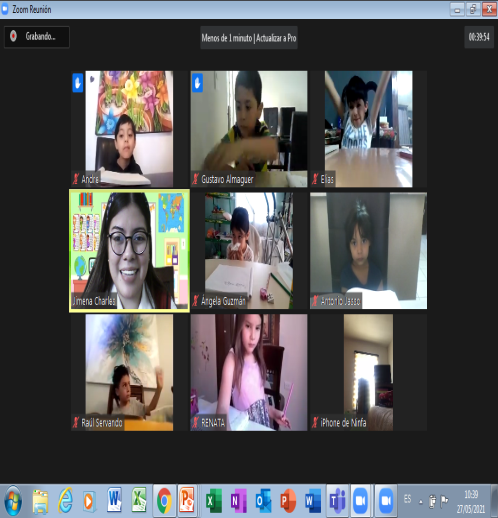 Zoom Reunión
Grabando...
Menos de 1 minuto | Actualizar a Pro
00:39:54
André
Gustavo Almaguer
Elias
Jimena Charles
Angela Guzmán
Antonio Jasso
Raúl Servando
RENATA
iPhone de Ninfa
ES
10:39
27/05/2021